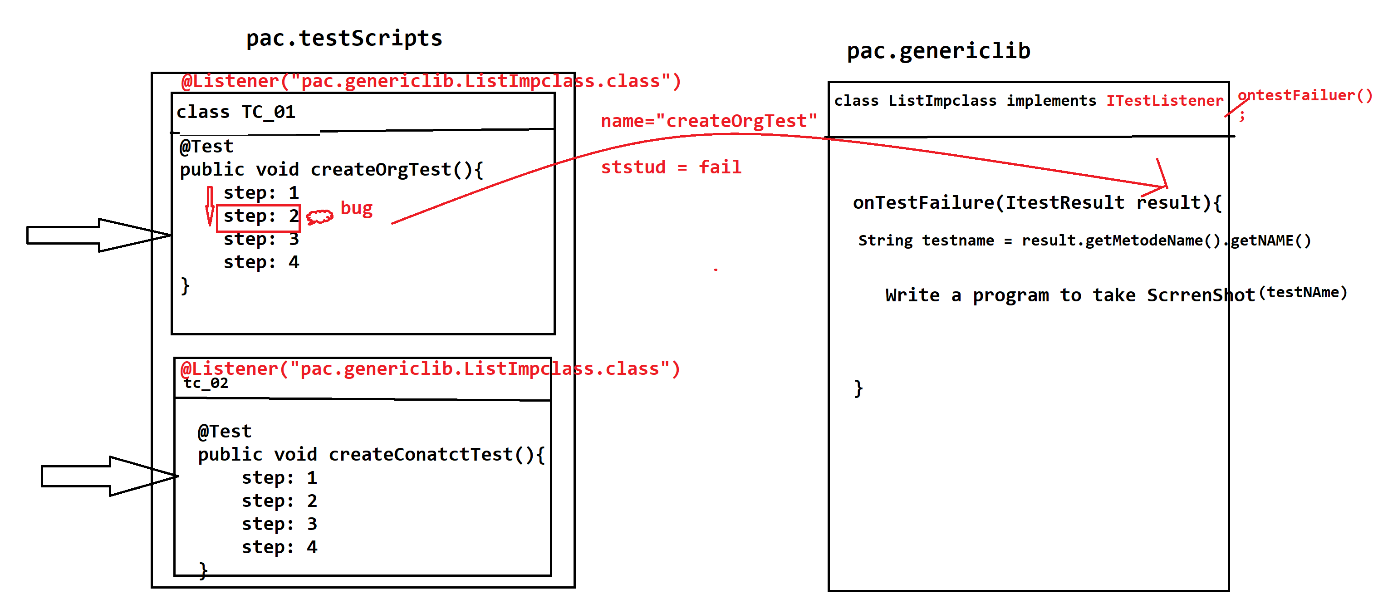 pac.testScripts
@Listener("pac.genericlib.ListImpclass.class")
class TC_01
@Test
public void createOrgTest(){
step: 1
step: 2
bug
step: 3
step: 4
}
@Listener("pac.genericlib.ListImpclass.class")
tc_02
@Test
public void createConatctTest(){
step: 1
step: 2
step: 3
step: 4
}
name="createOrgTest"
ststud = fail
pac.genericlib
class ListImpclass implements ITestListener
ontestFailuer()
;
onTestFailure(ItestResult result){
String testname = result.getMetodeName().getNAME()
Write a program to take ScrrenShot(testNAme)
}